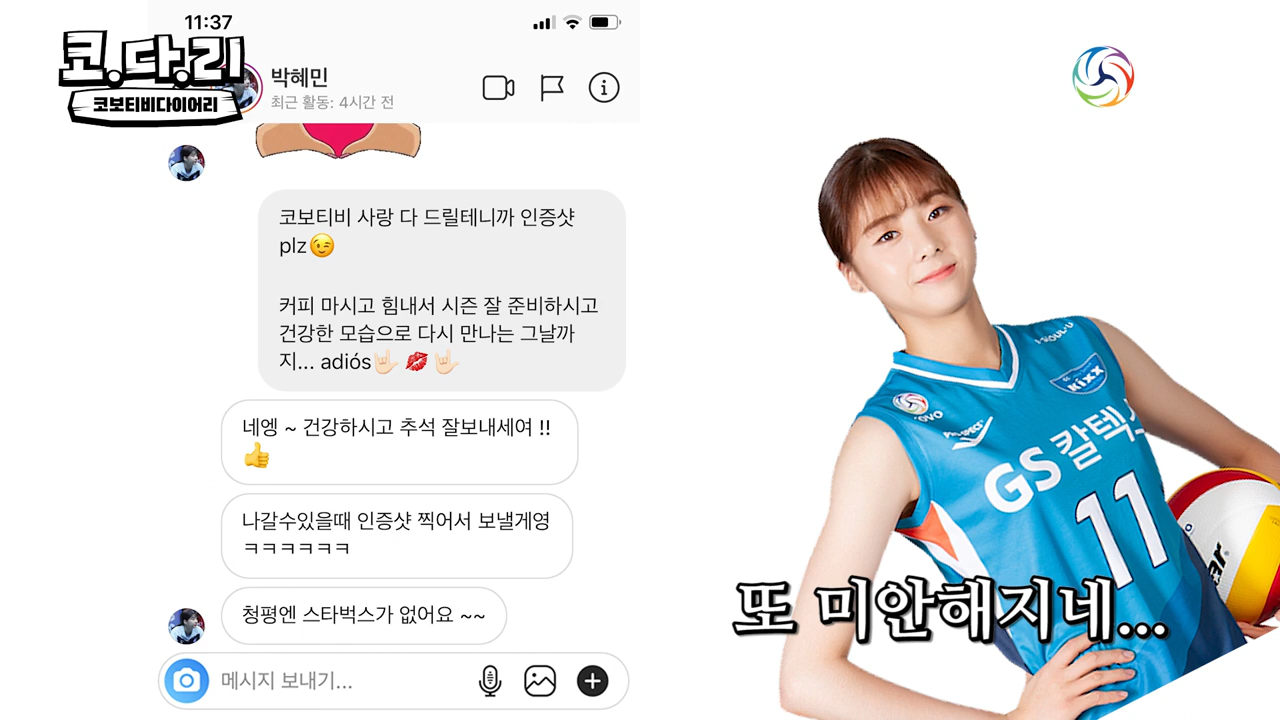 11:37
코.다.리
코보티비다이어리
박혜민
최근 활동: 4시간 전
코보티비 사랑 다 드릴테니까 인증샷
plz😉
커피 마시고 힘내서 시즌 잘 준비하시고
건강한 모습으로 다시 만나는 그날까
지... adiós🤟🏻💋🤟🏻
네엥 ~ 건강하시고 추석 잘보내세여 !!
👍
나갈수있을때 인증샷 찍어서 보낼게영
ㅋㅋㅋㅋㅋㅋ
청평엔 스타벅스가 없어요 ~~
메시지 보내기...
kixx
OVO
PROSPECS
GS 칼텍스
11
또 미안해지네...